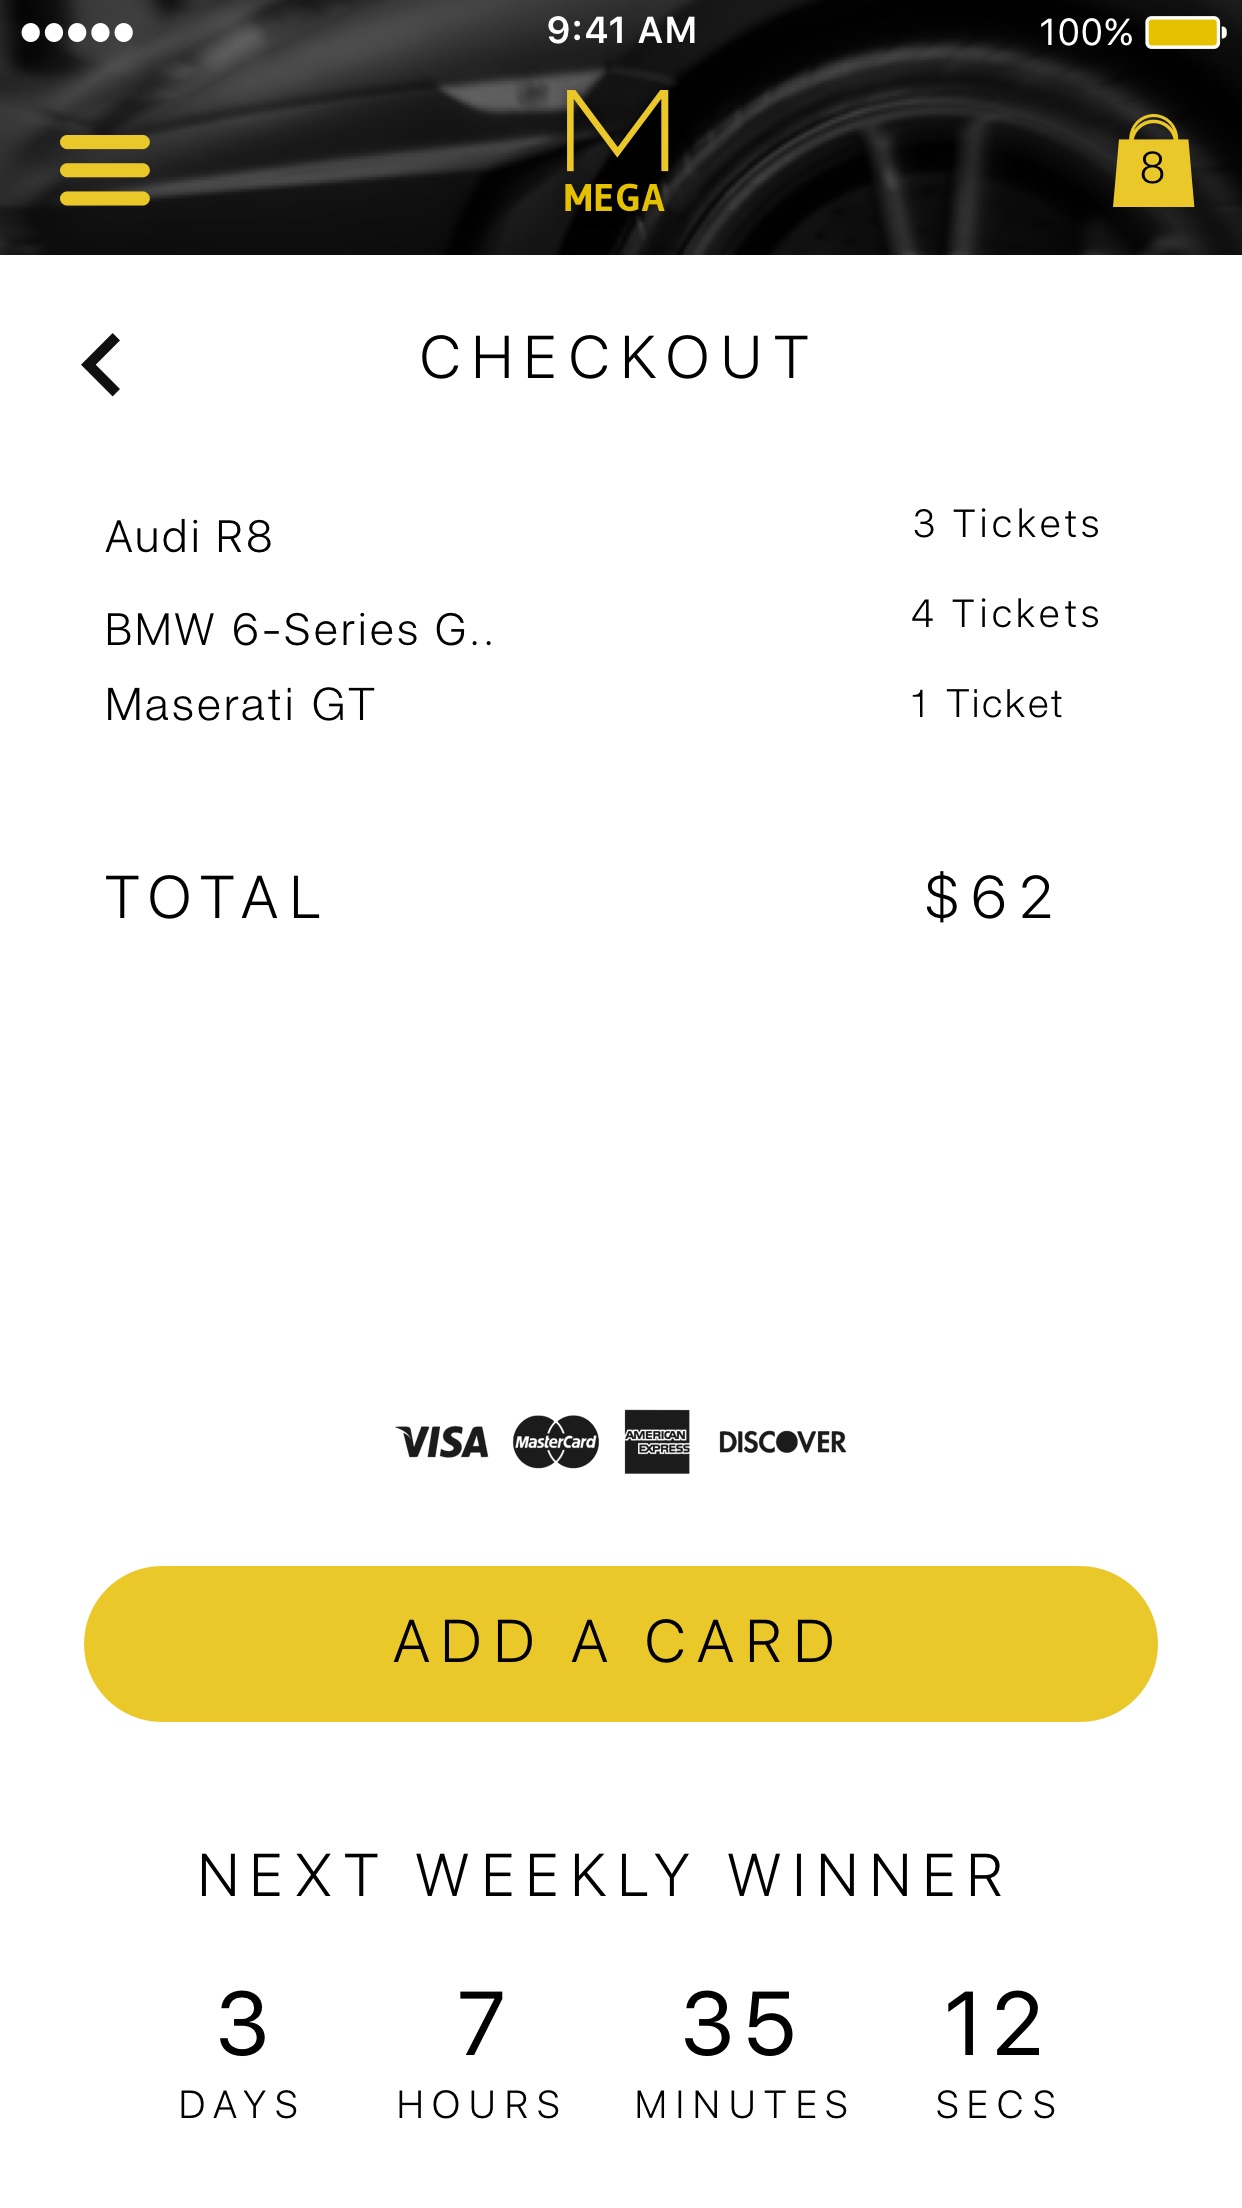 9:41 AM
100%
M
MEGA
8
CHECKOUT
Audi R8
3 Tickets
BMW 6-Series G..
4 Tickets
Maserati GT
1 Ticket
TOTAL
$62
VISA
MasterCard
AMERICAN
EXPRESS
DISCOVER
ADD A CARD
NEXT WEEKLY WINNER
3 7 35 12
DAYS HOURS MINUTES SECS